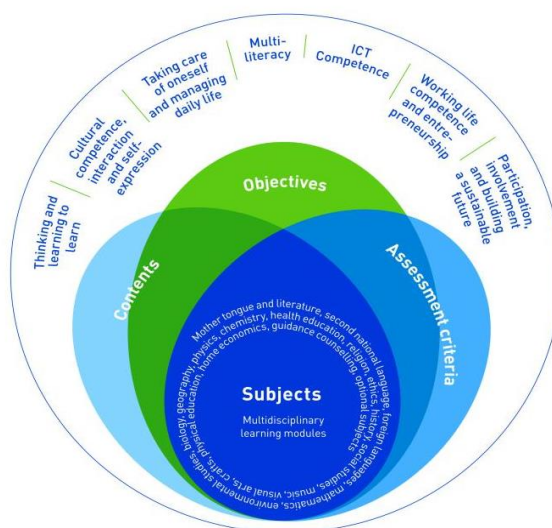 Thinking and
learning to
learn
Cultural
competence,
interaction
and self-
expression
Taking care
of oneself
and managing
daily life
Multi-
literacy
ICT
Competence
Working life
competence
and entre-
preneurship
Participation,
involvement
and building
a sustainable
future
Objectives
Contents
Assessment criteria
Mother tongue and literature, second national language, foreign languages, mathematics, environmental studies, biology, geography, physics, chemistry, health education, religion, ethics, history, social studies, music, visual arts, crafts, physical education, home economics, guidance counselling, optional subjects
Subjects
Multidisciplinary
learning modules